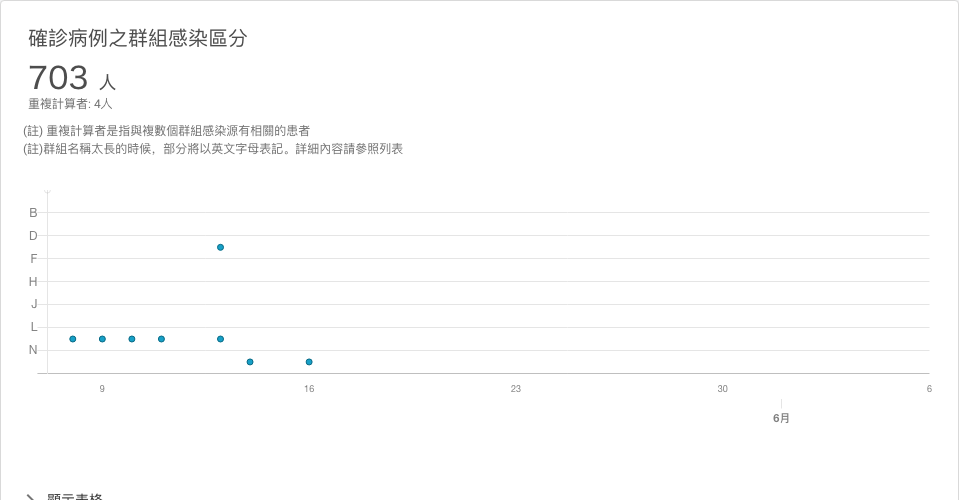 確診病例之群組感染區分
703 人
重複計算者: 4人
(註) 重複計算者是指與複數個群組感染源有相關的患者
(註)群組名稱太長的時候，部分將以英文字母表記。詳細內容請參照列表
B
D
F
H
J
L
N
9 16 23 30 6
6月
顯示表格